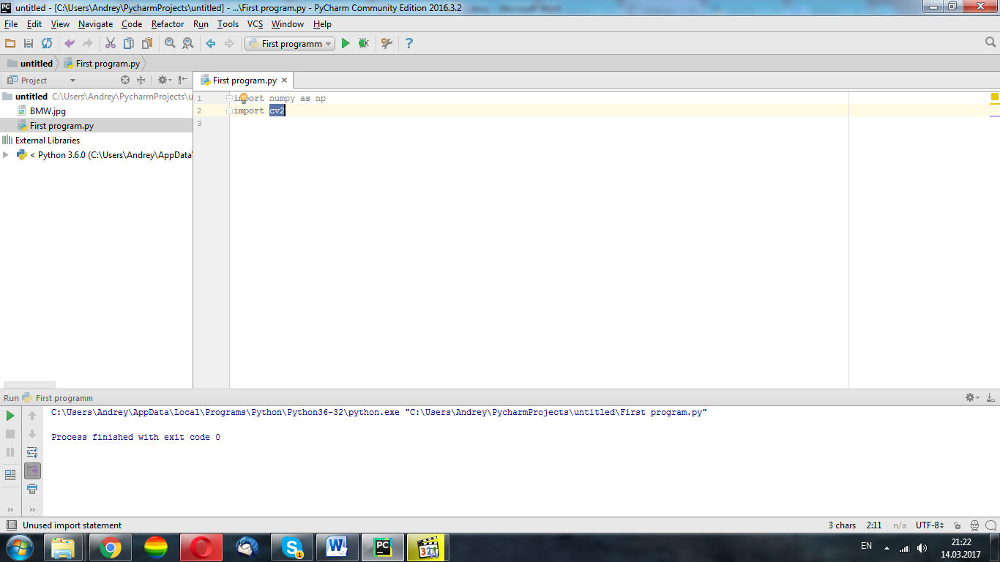 untitled - [C:\Users\Andrey\PycharmProjects\untitled] - ...\First program.py - PyCharm Community Edition 2016.3.2
File Edit View Navigate Code Refactor Run Tools VCS Window Help
First programm
untitled First program.py
Project
First program.py
untitled C:\Users\Andrey\PycharmProjects\u
BMW.jpg
First program.py
External Libraries
< Python 3.6.0 (C:\Users\Andrey\AppData\
1 import numpy as np
2 import cv2
3
Run First programm
C:\Users\Andrey\AppData\Local\Programs\Python\Python36-32\python.exe "C:\Users\Andrey\PycharmProjects\untitled\First program.py"
Process finished with exit code 0
Unused import statement 3 chars 2:11 n/a UTF-8
EN 21:22
14.03.2017